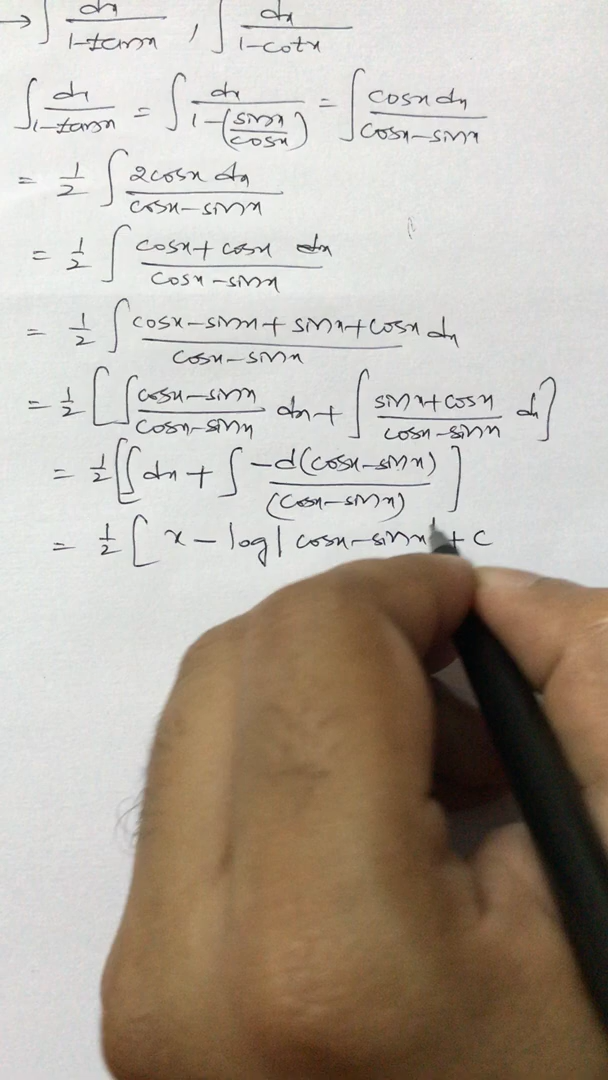 → ∫ dx/(1-tanx) , ∫ dx/(1-cotx)
∫ dx/(1-tanx) = ∫ dx/(1-(sinx/cosx)) = ∫ cosx dx/(cosx-sinx)
= 1/2 ∫ 2cosx dx/(cosx-sinx)
= 1/2 ∫ (cosx+cosx)/(cosx-sinx) dx
= 1/2 ∫ (cosx-sinx+sinx+cosx)/(cosx-sinx) dx
= 1/2 [∫ (cosx-sinx)/(cosx-sinx) dx + ∫ (sinx+cosx)/(cosx-sinx) dx]
= 1/2 [∫ dx + ∫ -d(cosx-sinx)/(cosx-sinx)]
= 1/2 [x - log|cosx-sinx| + c